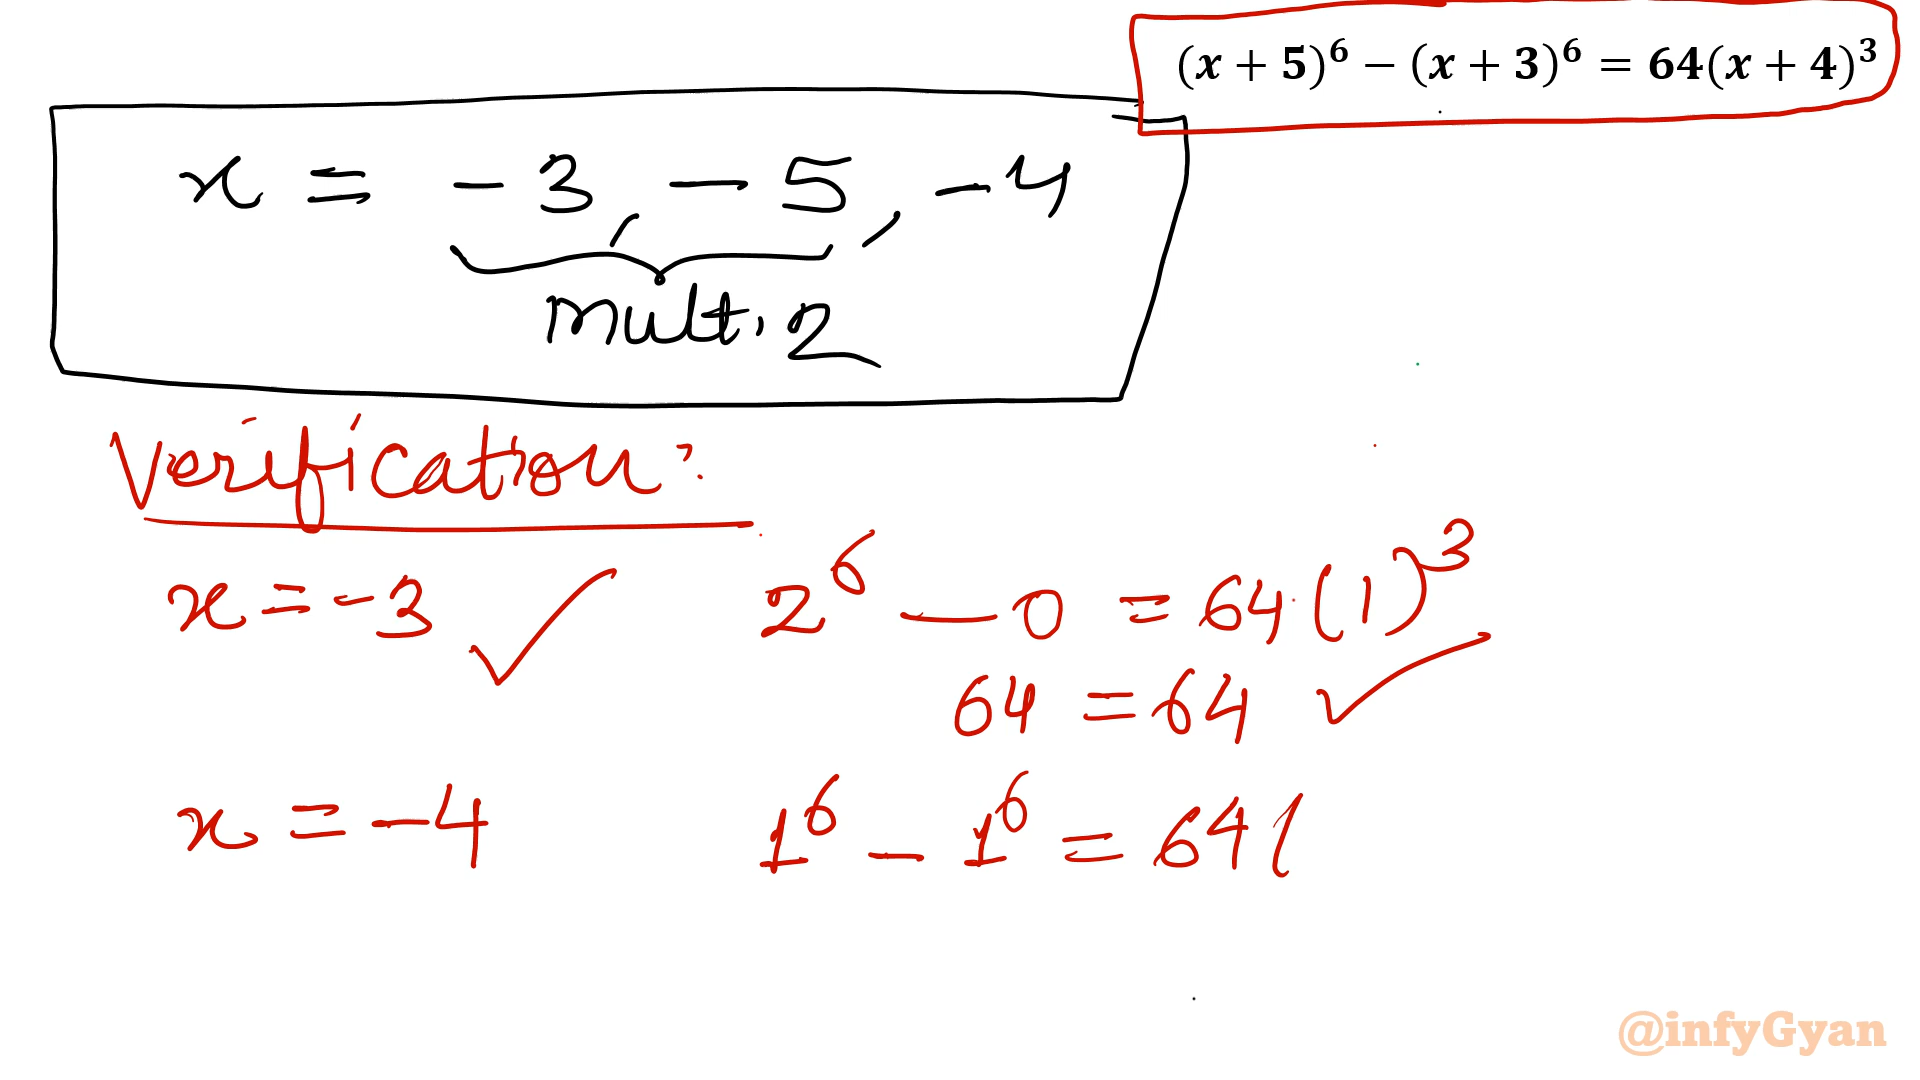 (x + 5)⁶ − (x + 3)⁶ = 64(x + 4)³
x = -3, -5, -4
mult. 2
Verification:
x = -3 ✓ 2⁶ - 0 = 64(1)³
64 = 64 ✓
x = -4 1⁶ - 1⁶ = 64(
@infyGyan